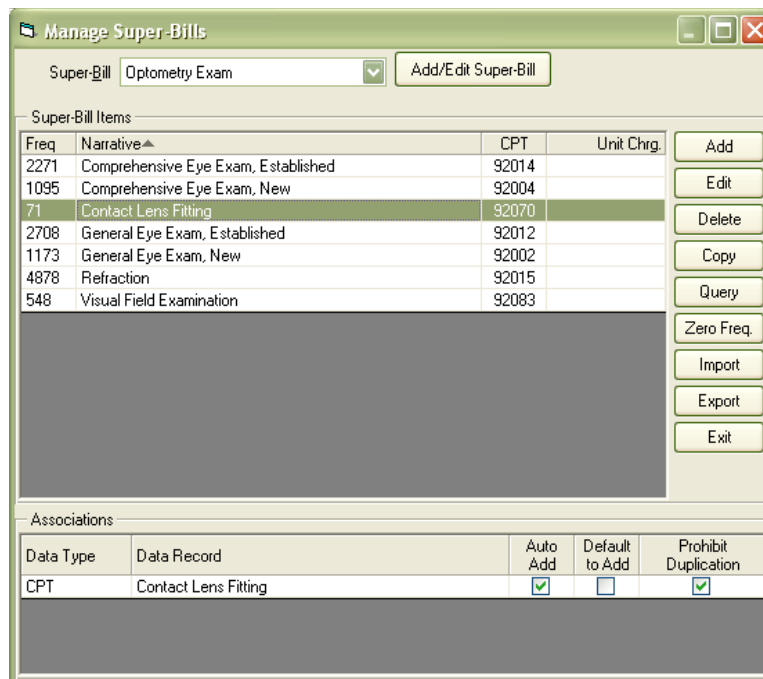 Manage Super-Bills
Super-Bill Optometry Exam Add/Edit Super-Bill
Super-Bill Items
Freq Narrative CPT Unit Chrg.
2271 Comprehensive Eye Exam, Established 92014
1095 Comprehensive Eye Exam, New 92004
71 Contact Lens Fitting 92070
2708 General Eye Exam, Established 92012
1173 General Eye Exam, New 92002
4878 Refraction 92015
548 Visual Field Examination 92083
Add
Edit
Delete
Copy
Query
Zero Freq.
Import
Export
Exit
Associations
Data Type Data Record Auto Add Default to Add Prohibit Duplication
CPT Contact Lens Fitting